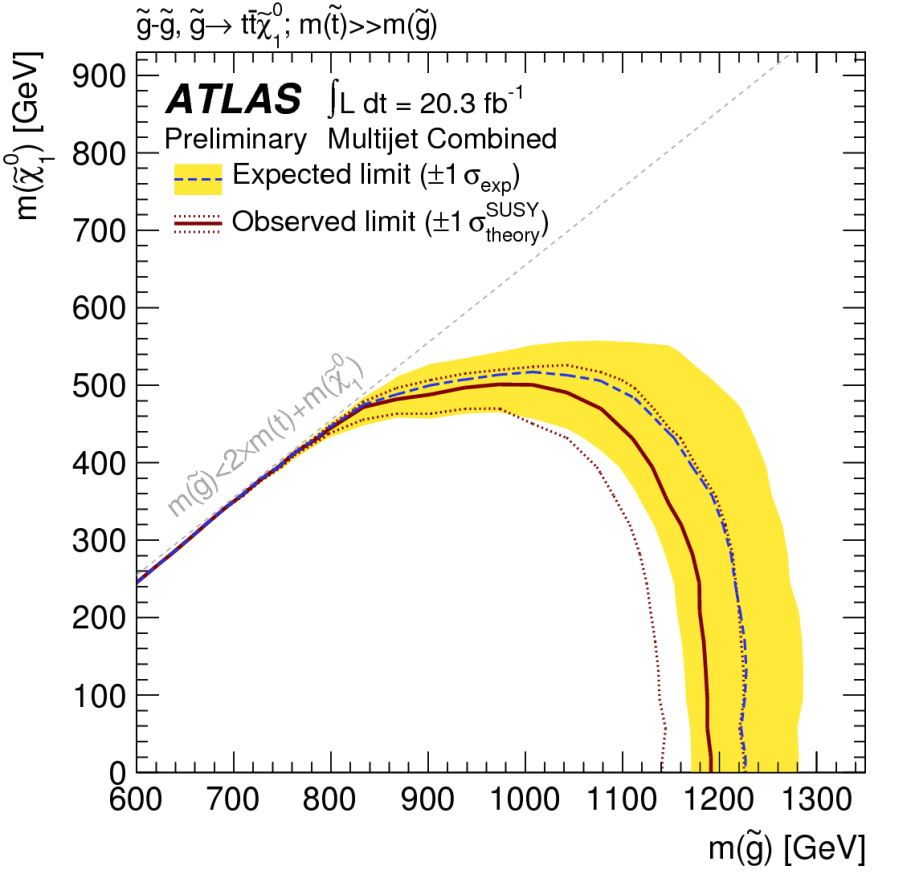 g̃-g̃, g̃→ tt̄χ̃₁⁰; m(t̃)>>m(g̃)
m(χ̃₁⁰) [GeV]
ATLAS ∫L dt = 20.3 fb⁻¹
Preliminary Multijet Combined
Expected limit (±1 σ_exp)
Observed limit (±1 σ_theory^SUSY)
m(g̃)<2×m(t)+m(χ̃₁⁰)
900
800
700
600
500
400
300
200
100
0
600 700 800 900 1000 1100 1200 1300
m(g̃) [GeV]